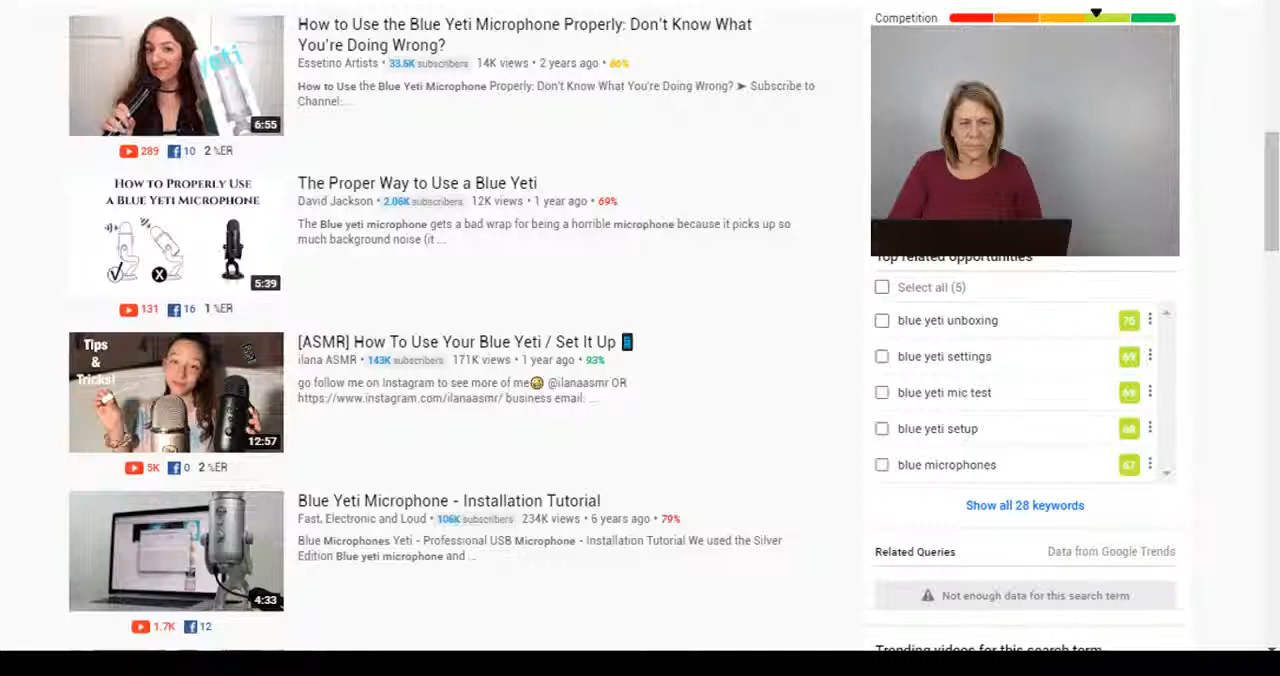 How to Use the Blue Yeti Microphone Properly: Don't Know What
You're Doing Wrong?
Essetino Artists • 33.6K subscribers 14K views • 2 years ago • 86%
How to Use the Blue Yeti Microphone Properly: Don't Know What You're Doing Wrong? ➤ Subscribe to
Channel:...
yeti
6:55
289 10 2 %ER
HOW TO PROPERLY USE
A BLUE YETI MICROPHONE
5:39
The Proper Way to Use a Blue Yeti
David Jackson • 2.06K subscribers 12K views • 1 year ago • 69%
The Blue yeti microphone gets a bad wrap for being a horrible microphone because it picks up so
much background noise (it ...
131 16 1 %ER
Tips
&
Tricks!
12:57
[ASMR] How To Use Your Blue Yeti / Set It Up
ilana ASMR • 143K subscribers 171K views • 1 year ago • 93%
go follow me on Instagram to see more of me @ilanaasmr OR
https://www.instagram.com/ilanaasmr/ business email: ...
5K 0 2 %ER
4:33
Blue Yeti Microphone - Installation Tutorial
Fast, Electronic and Loud • 106K subscribers 234K views • 6 years ago • 79%
Blue Microphones Yeti - Professional USB Microphone - Installation Tutorial We used the Silver
Edition Blue yeti microphone and ...
1.7K 12
Competition
Top related opportunities
Select all (5)
blue yeti unboxing 75
blue yeti settings 69
blue yeti mic test 69
blue yeti setup 68
blue microphones 67
Show all 28 keywords
Related Queries Data from Google Trends
Not enough data for this search term
Trending videos for this search term